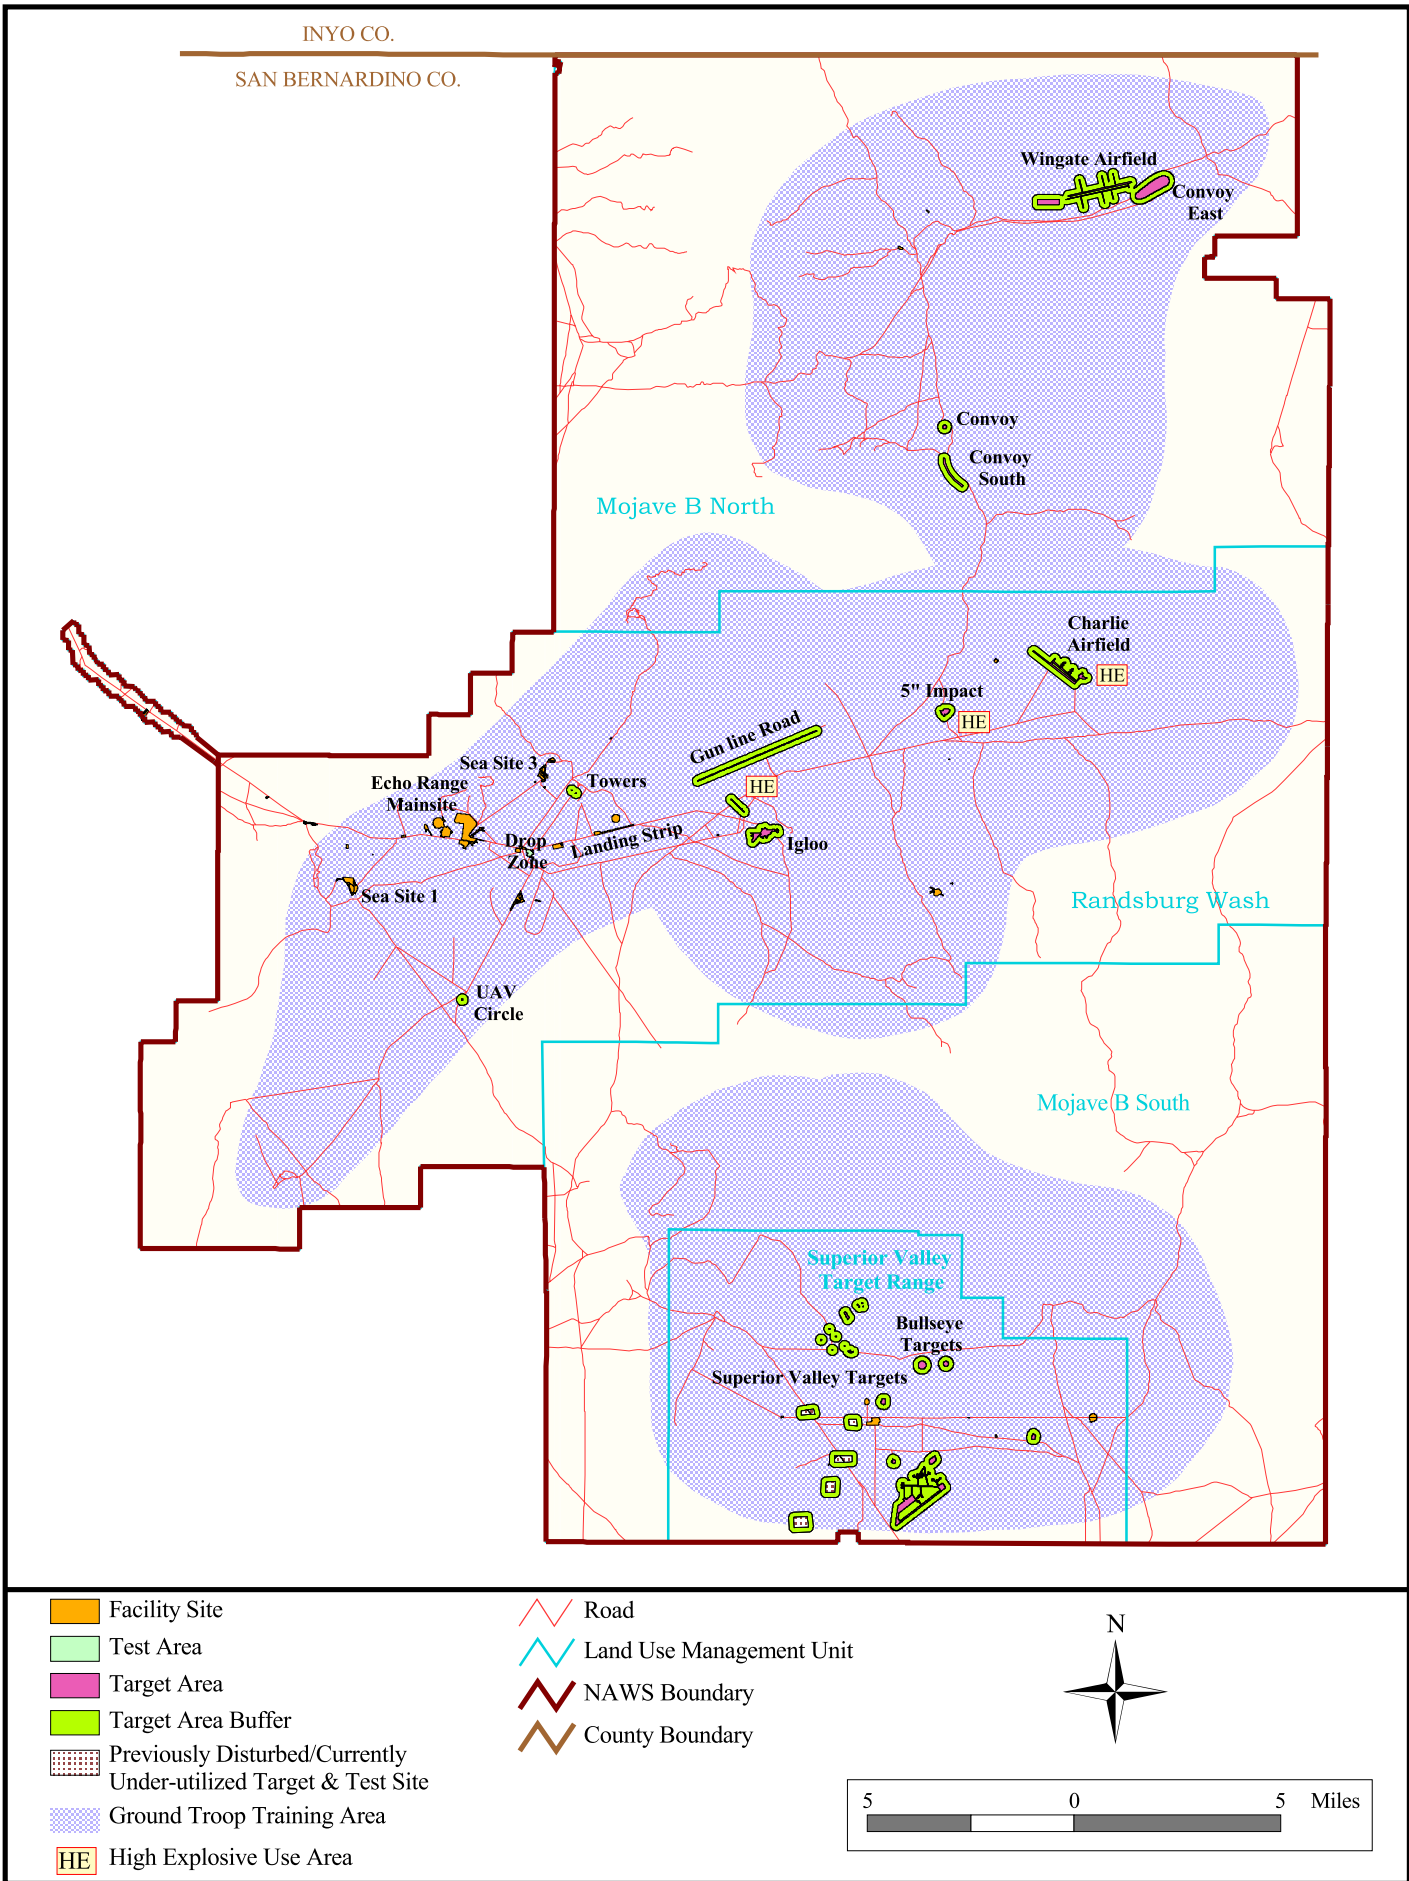 INYO CO.
SAN BERNARDINO CO.
Wingate Airfield
Convoy
East
Convoy
Convoy
South
Mojave B North
Charlie
Airfield
HE
5" Impact
HE
Gun line Road
Sea Site 3
Towers
Echo Range
Mainsite
HE
Drop
Zone
Landing Strip
Igloo
Sea Site 1
Randsburg Wash
UAV
Circle
Mojave B South
Superior Valley
Target Range
Bullseye
Targets
Superior Valley Targets
Facility Site
Test Area
Target Area
Target Area Buffer
Previously Disturbed/Currently
Under-utilized Target & Test Site
Ground Troop Training Area
HE High Explosive Use Area
Road
Land Use Management Unit
NAWS Boundary
County Boundary
N
5 0 5 Miles